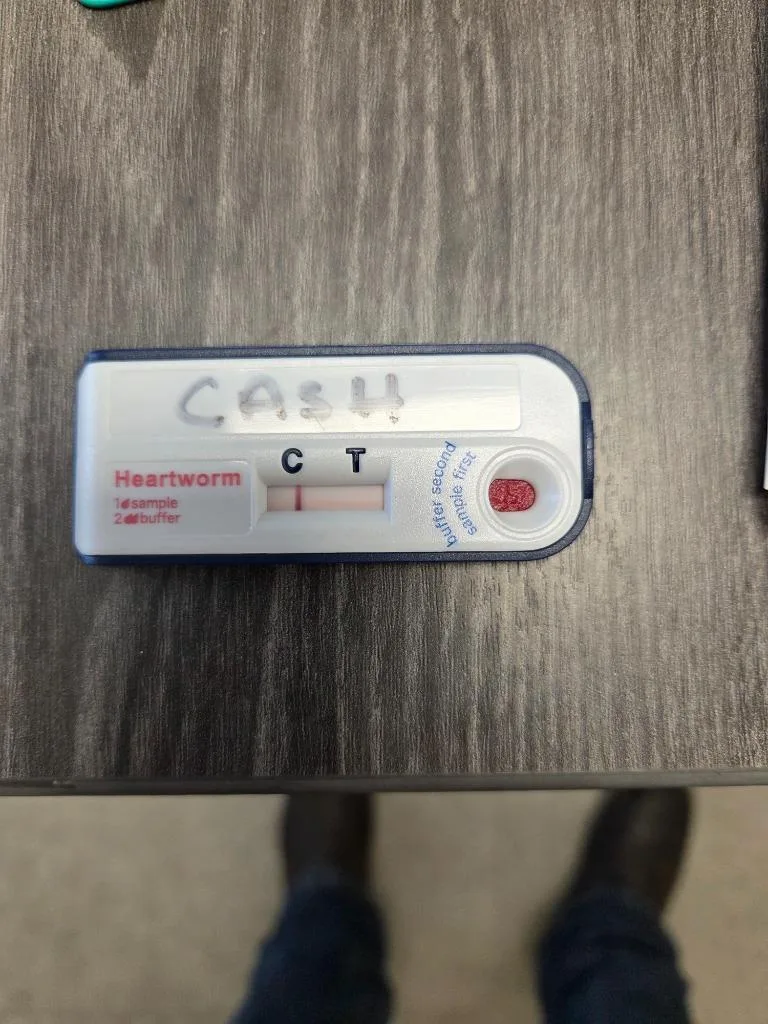 CASH
C T
Heartworm
1 sample
2 buffer
buffer second
sample first